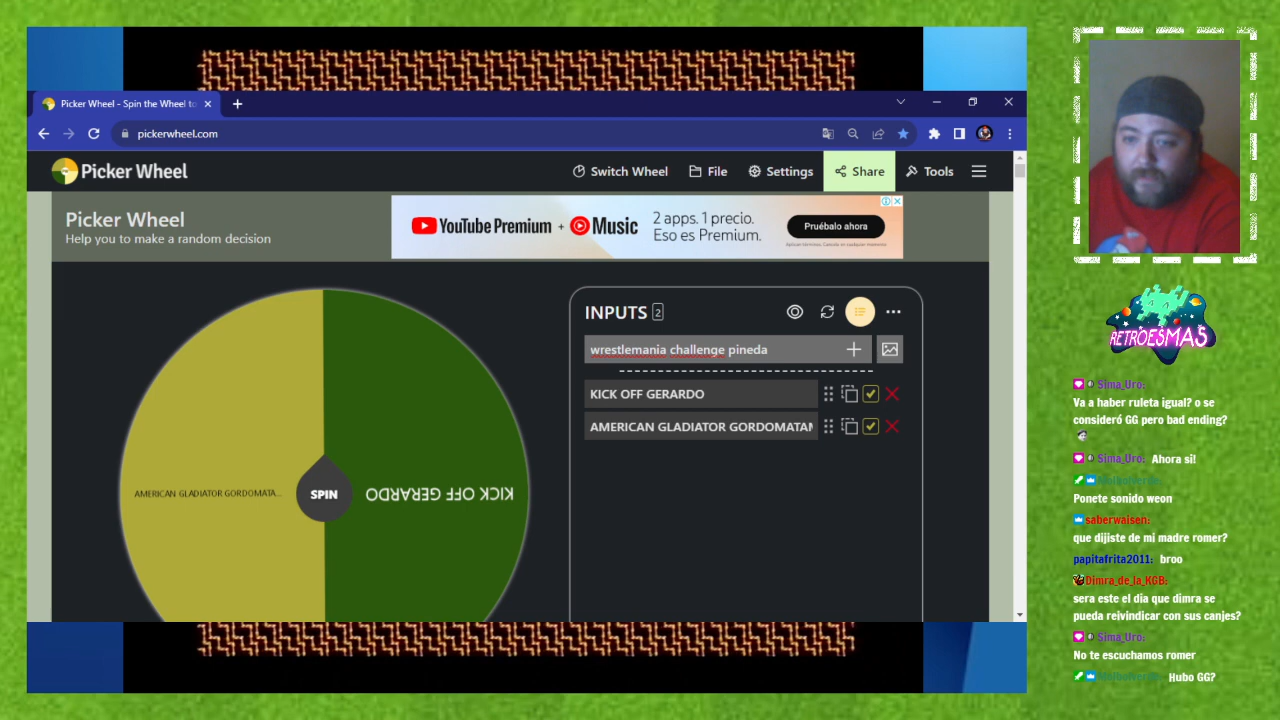 Picker Wheel - Spin the Wheel to
pickerwheel.com
Picker Wheel
Switch Wheel
File
Settings
Share
Tools
Picker Wheel
Help you to make a random decision
YouTube Premium + Music
2 apps. 1 precio.
Eso es Premium.
Pruébalo ahora
INPUTS 2
wrestlemania challenge pineda
KICK OFF GERARDO
AMERICAN GLADIATOR GORDOMATAN
AMERICAN GLADIATOR GORDOMATA...
SPIN
KICK OFF GERARDO
RETROESMAS
Sima_Uro:
Va a haber ruleta igual? o se
consideró GG pero bad ending?
Sima_Uro: Ahora si!
Ponete sonido weon
saberwaisen:
que dijiste de mi madre romer?
papitafrita2011: broo
Dimra_de_la_KGB:
sera este el dia que dimra se
pueda reivindicar con sus canjes?
Sima_Uro:
No te escuchamos romer
Hubo GG?